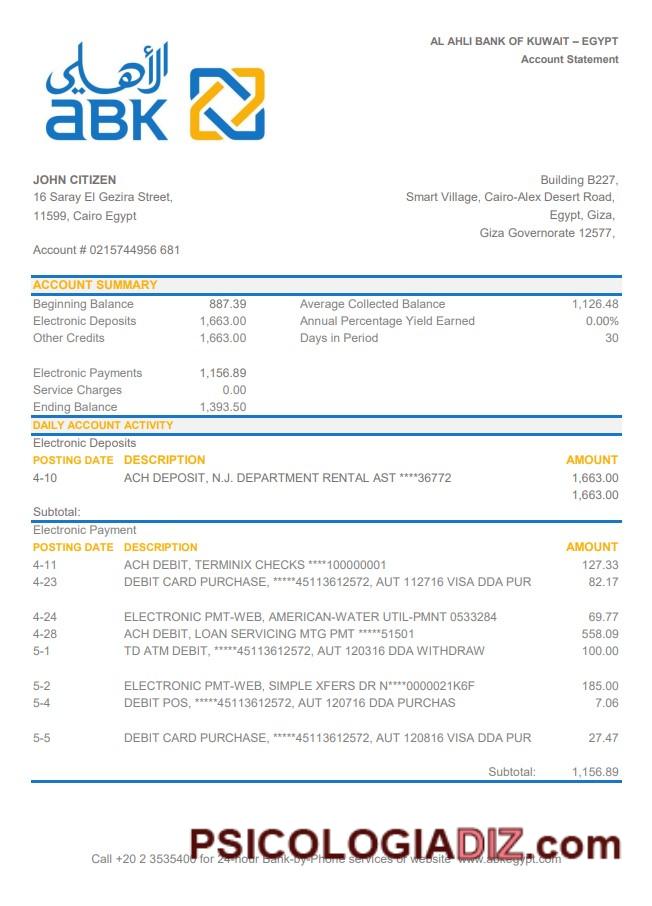 الأهلي
aBK
AL AHLI BANK OF KUWAIT – EGYPT
Account Statement
JOHN CITIZEN
16 Saray El Gezira Street,
11599, Cairo Egypt
Account # 0215744956 681
Building B227,
Smart Village, Cairo-Alex Desert Road,
Egypt, Giza,
Giza Governorate 12577,
ACCOUNT SUMMARY
Beginning Balance 887.39 Average Collected Balance 1,126.48
Electronic Deposits 1,663.00 Annual Percentage Yield Earned 0.00%
Other Credits 1,663.00 Days in Period 30
Electronic Payments 1,156.89
Service Charges 0.00
Ending Balance 1,393.50
DAILY ACCOUNT ACTIVITY
Electronic Deposits
POSTING DATE DESCRIPTION AMOUNT
4-10 ACH DEPOSIT, N.J. DEPARTMENT RENTAL AST ****36772 1,663.00
1,663.00
Subtotal:
Electronic Payment
POSTING DATE DESCRIPTION AMOUNT
4-11 ACH DEBIT, TERMINIX CHECKS ****100000001 127.33
4-23 DEBIT CARD PURCHASE, *****45113612572, AUT 112716 VISA DDA PUR 82.17
4-24 ELECTRONIC PMT-WEB, AMERICAN-WATER UTIL-PMNT 0533284 69.77
4-28 ACH DEBIT, LOAN SERVICING MTG PMT *****51501 558.09
5-1 TD ATM DEBIT, *****45113612572, AUT 120316 DDA WITHDRAW 100.00
5-2 ELECTRONIC PMT-WEB, SIMPLE XFERS DR N****0000021K6F 185.00
5-4 DEBIT POS, *****45113612572, AUT 120716 DDA PURCHAS 7.06
5-5 DEBIT CARD PURCHASE, *****45113612572, AUT 120816 VISA DDA PUR 27.47
Subtotal: 1,156.89
PSICOLOGIADIZ.com
Call +20 2 3535400 for 24-hour Bank-by-Phone services or website www.abkegypt.com